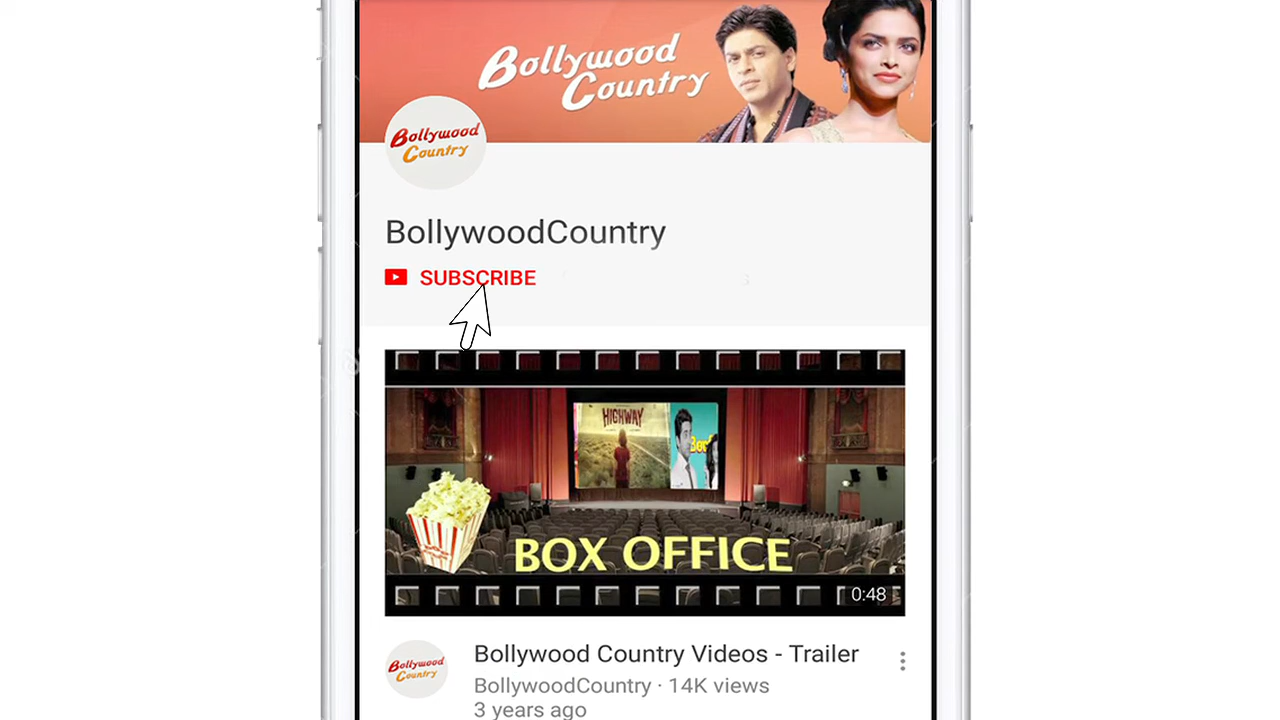 Bollywood
Country
Bollywood
Country
BollywoodCountry
SUBSCRIBE
HIGHWAY
BOX OFFICE
0:48
Bollywood
Country
Bollywood Country Videos - Trailer
BollywoodCountry · 14K views
3 years ago